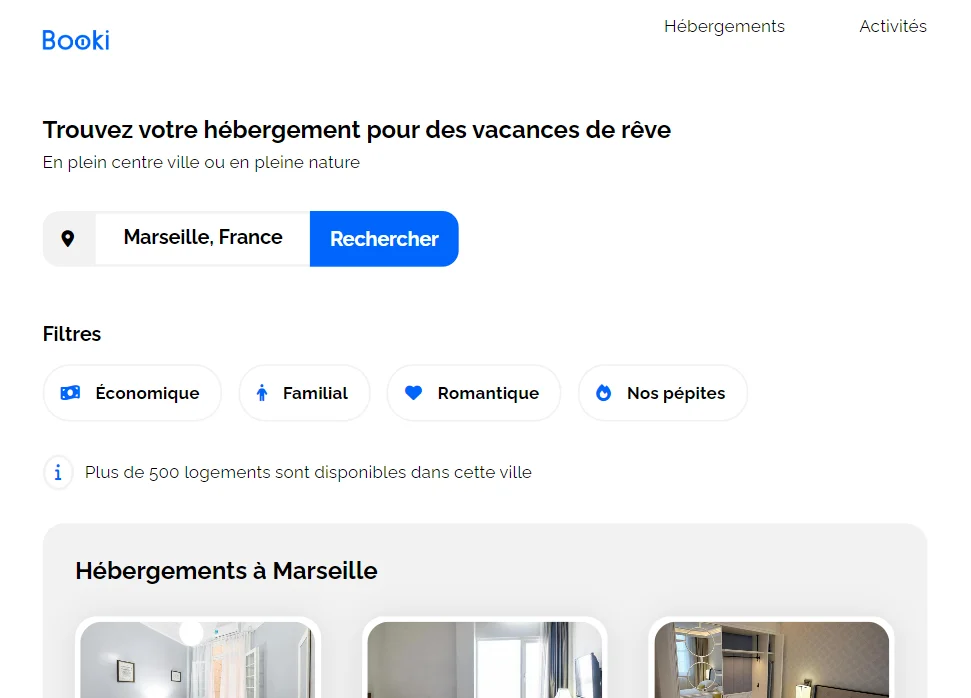 Booki
Hébergements
Activités
Trouvez votre hébergement pour des vacances de rêve
En plein centre ville ou en pleine nature
Marseille, France
Rechercher
Filtres
Économique
Familial
Romantique
Nos pépites
Plus de 500 logements sont disponibles dans cette ville
Hébergements à Marseille